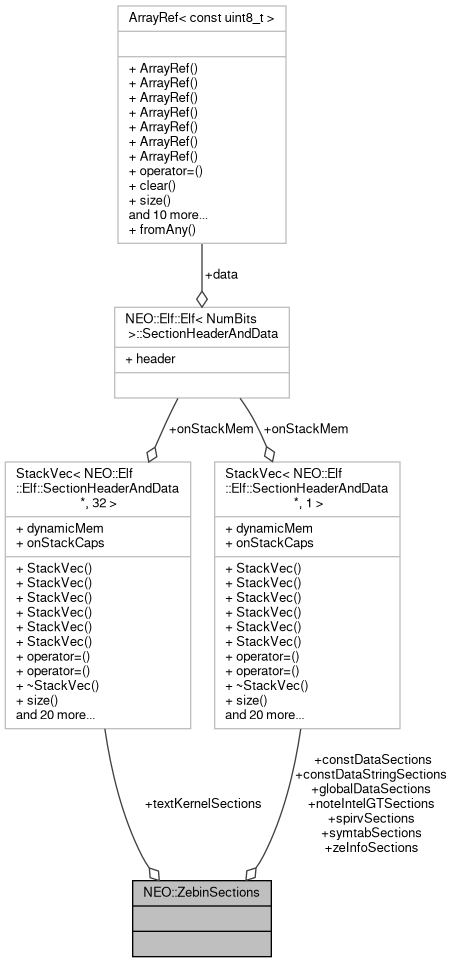 ArrayRef< const uint8_t >
+ ArrayRef()
+ ArrayRef()
+ ArrayRef()
+ ArrayRef()
+ ArrayRef()
+ ArrayRef()
+ ArrayRef()
+ operator=()
+ clear()
+ size()
and 10 more...
+ fromAny()
+data
NEO::Elf::Elf< NumBits
>::SectionHeaderAndData
+ header
+onStackMem
+onStackMem
StackVec< NEO::Elf
::Elf::SectionHeaderAndData
*, 32 >
+ dynamicMem
+ onStackCaps
+ StackVec()
+ StackVec()
+ StackVec()
+ StackVec()
+ StackVec()
+ StackVec()
+ operator=()
+ operator=()
+ ~StackVec()
+ size()
and 20 more...
StackVec< NEO::Elf
::Elf::SectionHeaderAndData
*, 1 >
+ dynamicMem
+ onStackCaps
+ StackVec()
+ StackVec()
+ StackVec()
+ StackVec()
+ StackVec()
+ StackVec()
+ operator=()
+ operator=()
+ ~StackVec()
+ size()
and 20 more...
+textKernelSections
+constDataSections
+constDataStringSections
+globalDataSections
+noteIntelGTSections
+spirvSections
+symtabSections
+zeInfoSections
NEO::ZebinSections